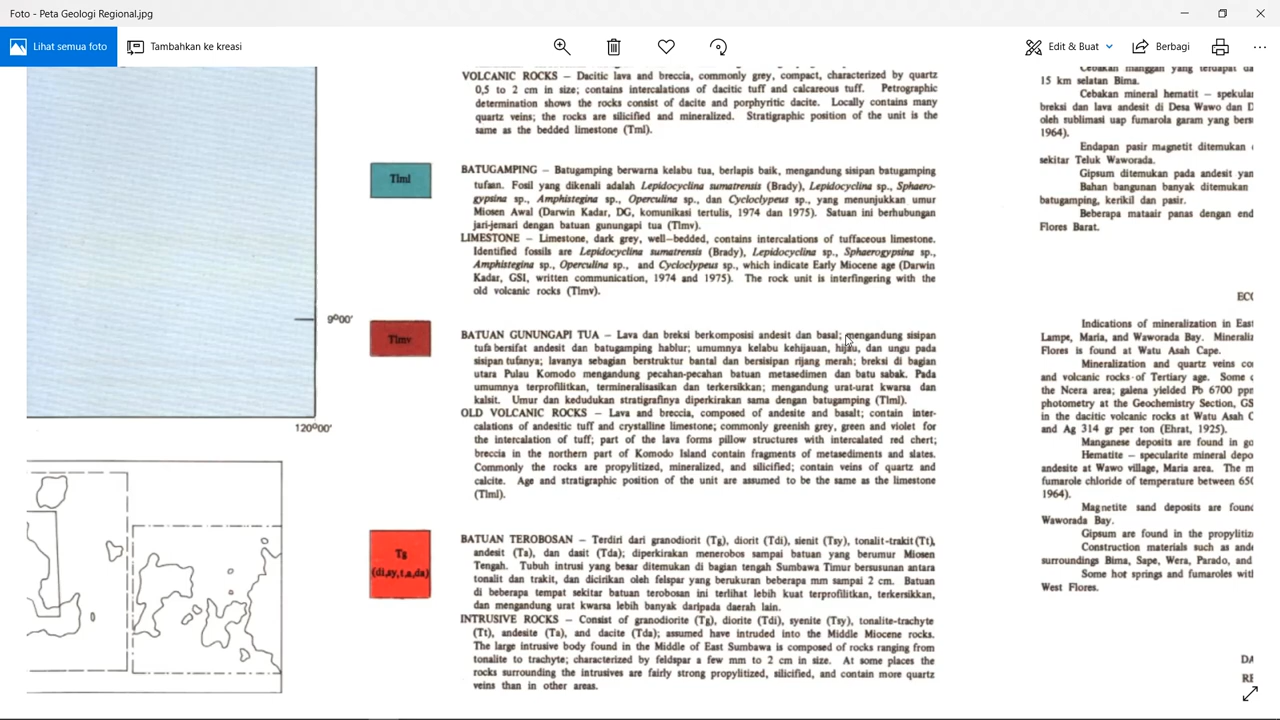 Foto - Peta Geologi Regional.jpg
Lihat semua foto
Tambahkan ke kreasi
Edit & Buat
Berbagi
VOLCANIC ROCKS – Dacitic lava and breccia, commonly grey, compact, characterized by quartz
0,5 to 2 cm in size; contains intercalations of dacitic tuff and calcareous tuff. Petrographic
determination shows the rocks consist of dacite and porphyritic dacite. Locally contains many
quartz veins; the rocks are silicified and mineralized. Stratigraphic position of the unit is the
same as the bedded limestone (Tml).
Tlml
BATUGAMPING – Batugamping berwarna kelabu tua, berlapis baik, mengandung sisipan batugamping
tufaan. Fosil yang dikenali adalah Lepidocyclina sumatrensis (Brady), Lepidocyclina sp., Sphaero-
gypsina sp., Amphistegina sp., Operculina sp., dan Cycloclypeus sp., yang menunjukkan umur
Miosen Awal (Darwin Kadar, DG, komunikasi tertulis, 1974 dan 1975). Satuan ini berhubungan
jari-jemari dengan batuan gunungapi tua (Tlmv).
LIMESTONE – Limestone, dark grey, well–bedded, contains intercalations of tuffaceous limestone.
Identified fossils are Lepidocyclina sumatrensis (Brady), Lepidocyclina sp., Sphaerogypsina sp.,
Amphistegina sp., Operculina sp., and Cycloclypeus sp., which indicate Early Miocene age (Darwin
Kadar, GSI, written communication, 1974 and 1975). The rock unit is interfingering with the
old volcanic rocks (Tlmv).
9°00'
120°00'
Tlmv
BATUAN GUNUNGAPI TUA – Lava dan breksi berkomposisi andesit dan basal; mengandung sisipan
tufa bersifat andesit dan batugamping hablur; umumnya kelabu kehijauan, hijau, dan ungu pada
sisipan tufanya; lavanya sebagian berstruktur bantal dan bersisipan rijang merah; breksi di bagian
utara Pulau Komodo mengandung pecahan-pecahan batuan metasedimen dan batu sabak. Pada
umumnya terprofilitkan, termineralisasikan dan terkersikkan; mengandung urat-urat kwarsa dan
kalsit. Umur dan kedudukan stratigrafinya diperkirakan sama dengan batugamping (Tlml).
OLD VOLCANIC ROCKS – Lava and breccia, composed of andesite and basalt; contain inter-
calations of andesitic tuff and crystalline limestone; commonly greenish grey, green and violet for
the intercalation of tuff; part of the lava forms pillow structures with intercalated red chert;
breccia in the northern part of Komodo Island contain fragments of metasediments and slates.
Commonly the rocks are propylitized, mineralized, and silicified; contain veins of quartz and
calcite. Age and stratigraphic position of the unit are assumed to be the same as the limestone
(Tlml).
Tg
(di,sy,t,a,da)
BATUAN TEROBOSAN – Terdiri dari granodiorit (Tg), diorit (Tdi), sienit (Tsy), tonalit-trakit (Tt),
andesit (Ta), dan dasit (Tda); diperkirakan menerobos sampai batuan yang berumur Miosen
Tengah. Tubuh intrusi yang besar ditemukan di bagian tengah Sumbawa Timur bersusunan antara
tonalit dan trakit, dan dicirikan oleh felspar yang berukuran beberapa mm sampai 2 cm. Batuan
di beberapa tempat sekitar batuan terobosan ini terlihat lebih kuat terprofilitkan, terkersikkan,
dan mengandung urat kwarsa lebih banyak daripada daerah lain.
INTRUSIVE ROCKS – Consist of granodiorite (Tg), diorite (Tdi), syenite (Tsy), tonalite-trachyte
(Tt), andesite (Ta), and dacite (Tda); assumed have intruded into the Middle Miocene rocks.
The large intrusive body found in the Middle of East Sumbawa is composed of rocks ranging from
tonalite to trachyte; characterized by feldspar a few mm to 2 cm in size. At some places the
rocks surrounding the intrusives are fairly strong propylitized, silicified, and contain more quartz
veins than in other areas.
Cebakan manggan yang terdapat da
15 km selatan Bima.
Cebakan mineral hematit – spekular
breksi dan lava andesit di Desa Wawo dan D
oleh sublimasi uap fumarola garam yang bers
1964).
Endapan pasir magnetit ditemukan
sekitar Teluk Waworada.
Gipsum ditemukan pada andesit yan
Bahan bangunan banyak ditemukan
batugamping, kerikil dan pasir.
Beberapa mataair panas dengan end
Flores Barat.
ECO
Indications of mineralization in East
Lampe, Maria, and Waworada Bay. Minerali
Flores is found at Watu Asah Cape.
Mineralization and quartz veins co
and volcanic rocks of Tertiary age. Some
the Ncera area; galena yielded Pb 6700 ppm
photometry at the Geochemistry Section, GS
in the dacitic volcanic rocks at Watu Asah C
and Ag 314 gr per ton (Ehrat, 1925).
Manganese deposits are found in
Hematite – specularite mineral depo
andesite at Wawo village, Maria area. The m
fumarole chloride of temperature between 650
1964).
Magnetite sand deposits are found
Waworada Bay.
Gipsum are found in the propylitiz
Construction materials such as ande
surroundings Bima, Sape, Wera, Parado, and
Some hot springs and fumaroles with
West Flores.
DA
RE